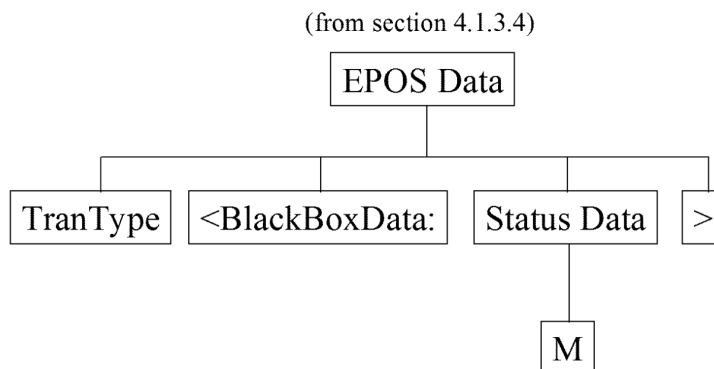 (from section 4.1.3.4)
EPOS Data
TranType
<BlackBoxData:
Status Data
>
M